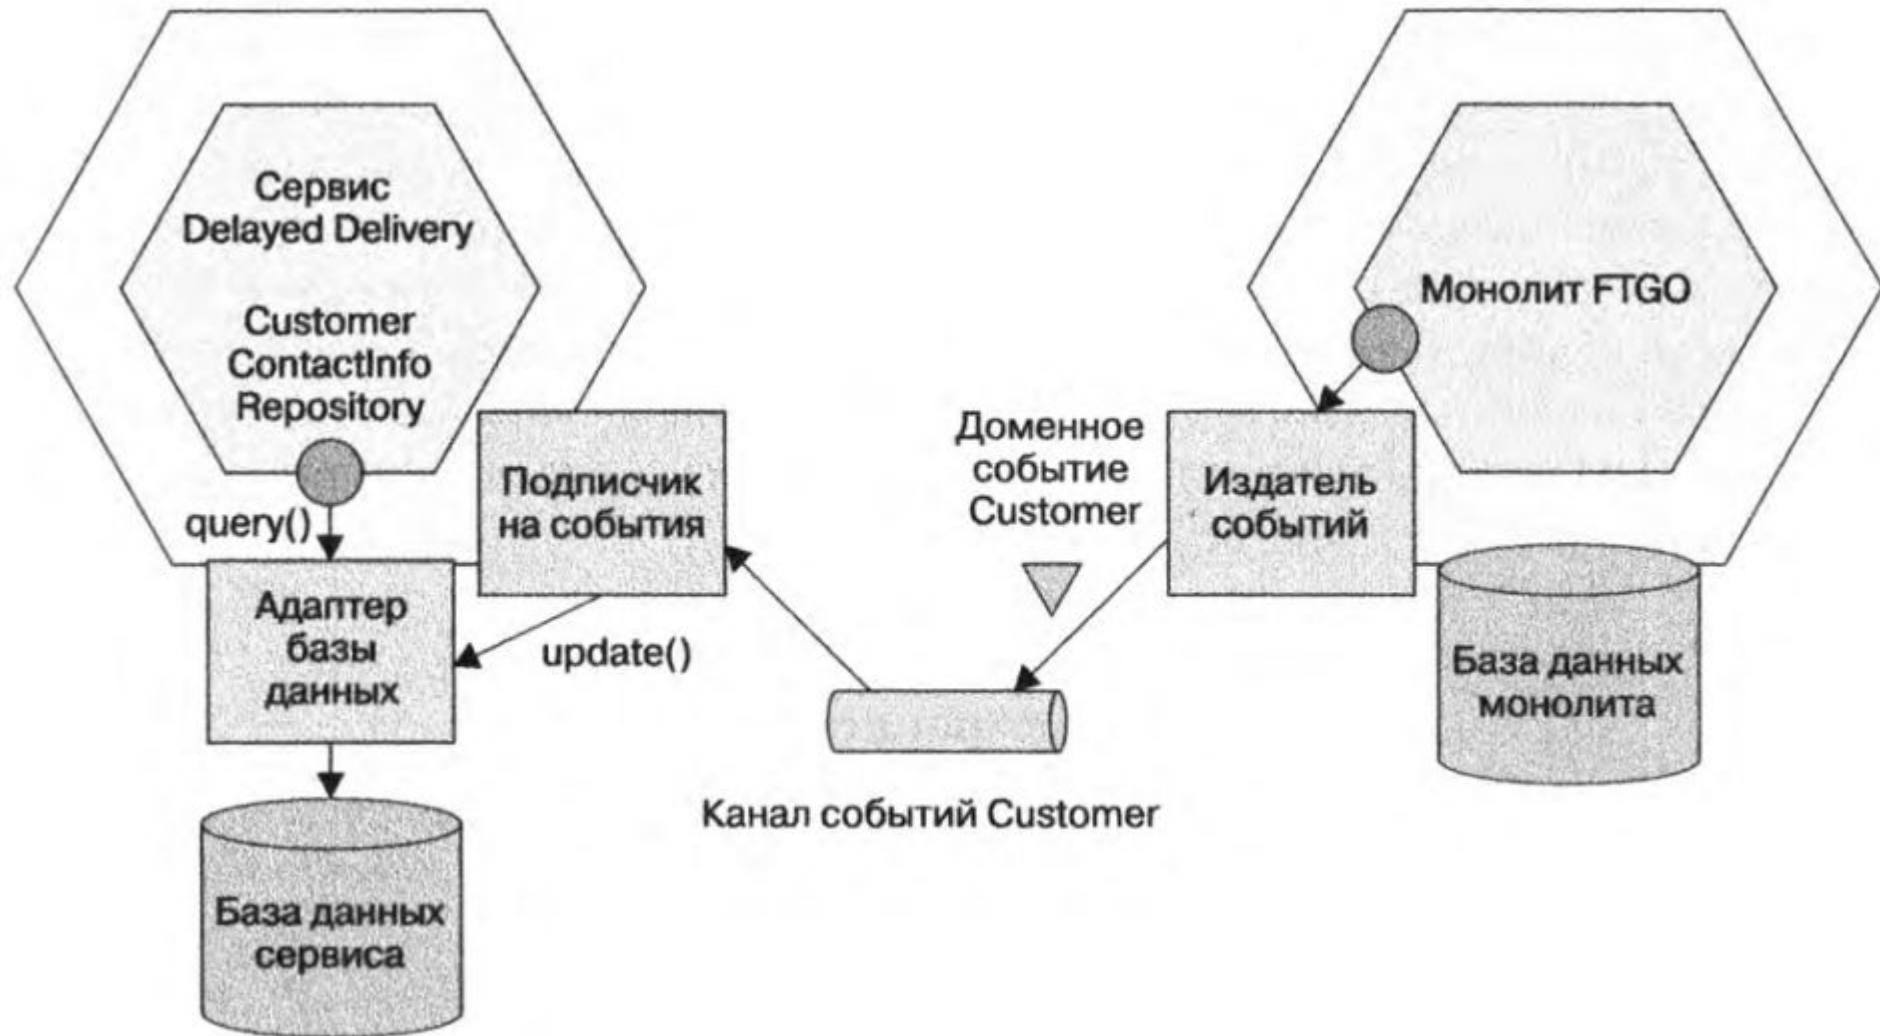 Сервис
Delayed Delivery
Customer
ContactInfo
Repository
query()
Подписчик
на события
Адаптер
базы
данных
update()
База данных
сервиса
Канал событий Customer
Доменное
событие
Customer
Издатель
событий
Монолит FTGO
База данных
монолита